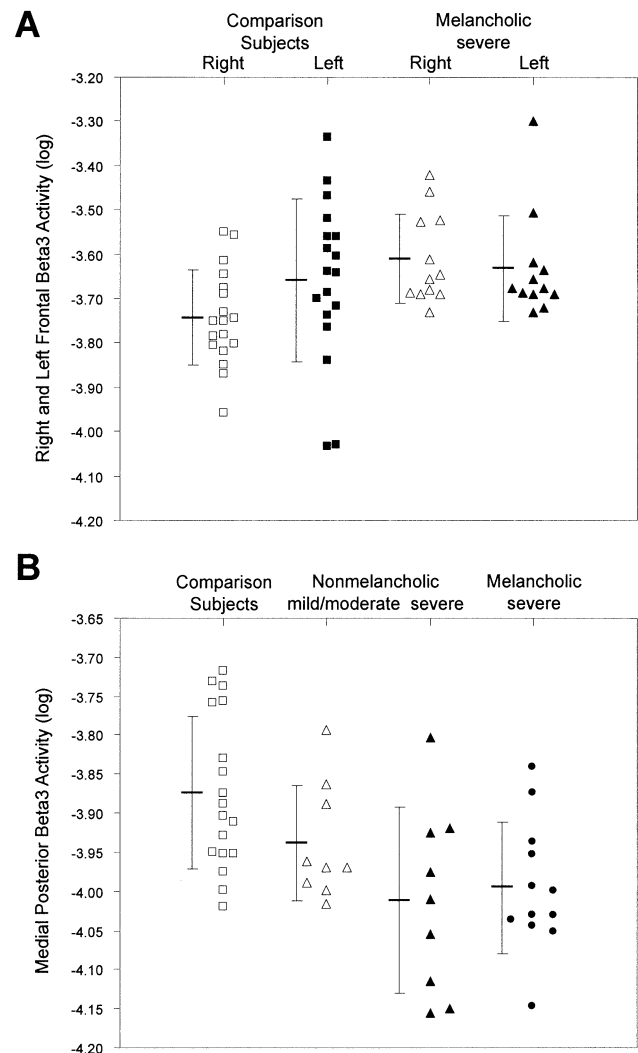 A
Comparison Subjects
Melancholic severe
Right
Left
Right
Left
Right and Left Frontal Beta3 Activity (log)
-3.20
-3.30
-3.40
-3.50
-3.60
-3.70
-3.80
-3.90
-4.00
-4.10
-4.20
B
Comparison Subjects
Nonmelancholic
mild/moderate severe
Melancholic severe
Medial Posterior Beta3 Activity (log)
-3.65
-3.70
-3.75
-3.80
-3.85
-3.90
-3.95
-4.00
-4.05
-4.10
-4.15
-4.20